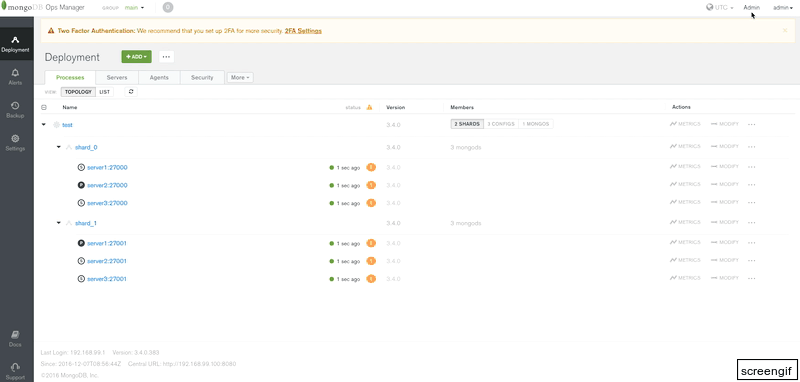 mongoDB Ops Manager GROUP main UTC Admin admin
Two Factor Authentication: We recommend that you set up 2FA for more security. 2FA Settings
Deployment + ADD
Deployment
Processes Servers Agents Security More
Alerts
VIEW: TOPOLOGY LIST
Name status Version Members Actions
Backup
test 3.4.0 2 SHARDS 3 CONFIGS 1 MONGOS METRICS MODIFY
Settings
shard_0 3.4.0 3 mongods METRICS MODIFY
S server1:27000 1 sec ago 3.4.0 METRICS MODIFY
P server2:27000 1 sec ago 3.4.0 METRICS MODIFY
S server3:27000 1 sec ago 3.4.0 METRICS MODIFY
shard_1 3.4.0 3 mongods METRICS MODIFY
P server1:27001 1 sec ago 3.4.0 METRICS MODIFY
S server2:27001 1 sec ago 3.4.0 METRICS MODIFY
S server3:27001 1 sec ago 3.4.0 METRICS MODIFY
Docs
Last Login: 192.168.99.1 Version: 3.4.0.385
Since: 2016-12-07T08:56:44Z Central URL: http://192.168.99.100:8080
©2016 MongoDB, Inc.
Support
screengif